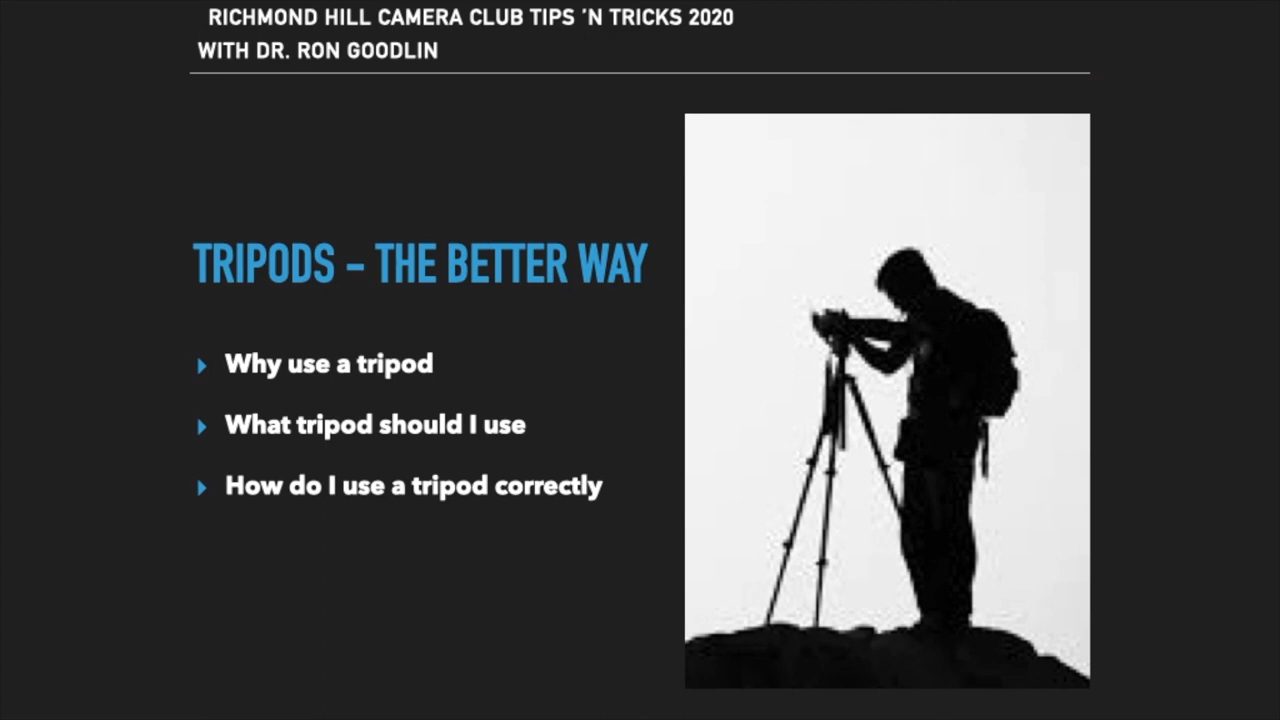 RICHMOND HILL CAMERA CLUB TIPS ’N TRICKS 2020
WITH DR. RON GOODLIN
TRIPODS – THE BETTER WAY
Why use a tripod
What tripod should I use
How do I use a tripod correctly